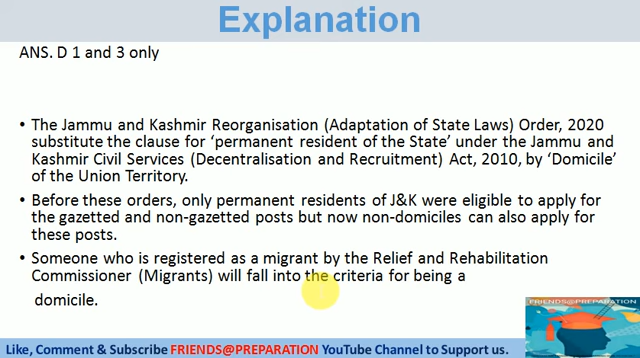 Explanation
ANS. D 1 and 3 only
• The Jammu and Kashmir Reorganisation (Adaptation of State Laws) Order, 2020
substitute the clause for ‘permanent resident of the State’ under the Jammu and
Kashmir Civil Services (Decentralisation and Recruitment) Act, 2010, by ‘Domicile’
of the Union Territory.
• Before these orders, only permanent residents of J&K were eligible to apply for
the gazetted and non-gazetted posts but now non-domiciles can also apply for
these posts.
• Someone who is registered as a migrant by the Relief and Rehabilitation
Commissioner (Migrants) will fall into the criteria for being a
domicile.
FRIENDS@PREPARATION
Like, Comment & Subscribe FRIENDS@PREPARATION YouTube Channel to Support us.